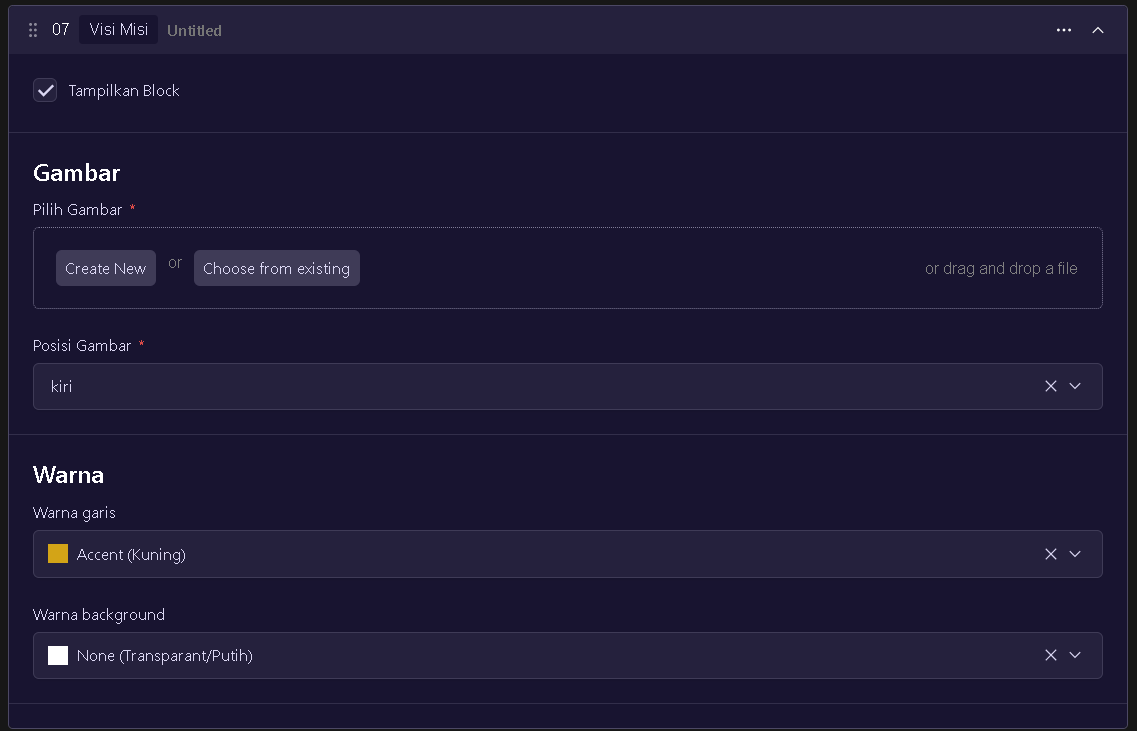 07 Visi Misi Untitled
Tampilkan Block
Gambar
Pilih Gambar *
Create New or Choose from existing or drag and drop a file
Posisi Gambar *
kiri
Warna
Warna garis
Accent (Kuning)
Warna background
None (Transparant/Putih)